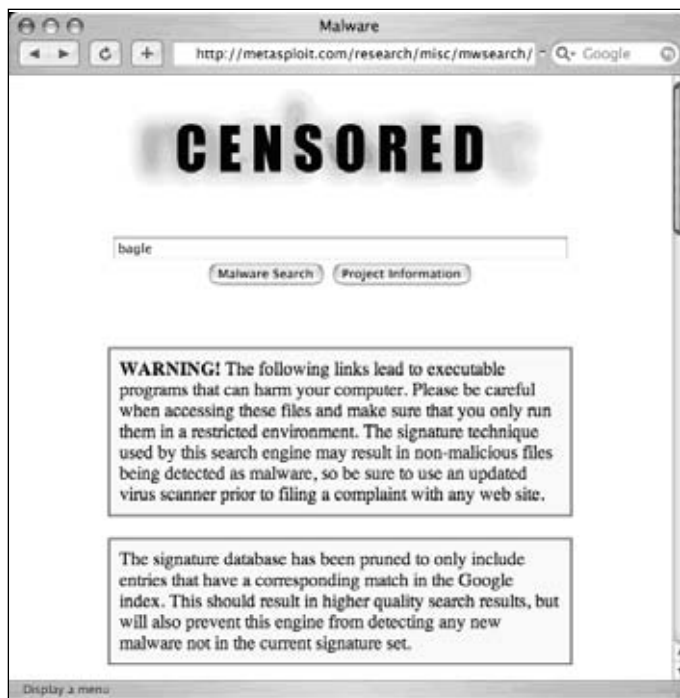 Malware
http://metasploit.com/research/misc/mwsearch/
Google
CENSORED
bagle
Malware Search
Project Information
WARNING! The following links lead to executable
programs that can harm your computer. Please be careful
when accessing these files and make sure that you only run
them in a restricted environment. The signature technique
used by this search engine may result in non-malicious files
being detected as malware, so be sure to use an updated
virus scanner prior to filing a complaint with any web site.
The signature database has been pruned to only include
entries that have a corresponding match in the Google
index. This should result in higher quality search results, but
will also prevent this engine from detecting any new
malware not in the current signature set.
Display a menu